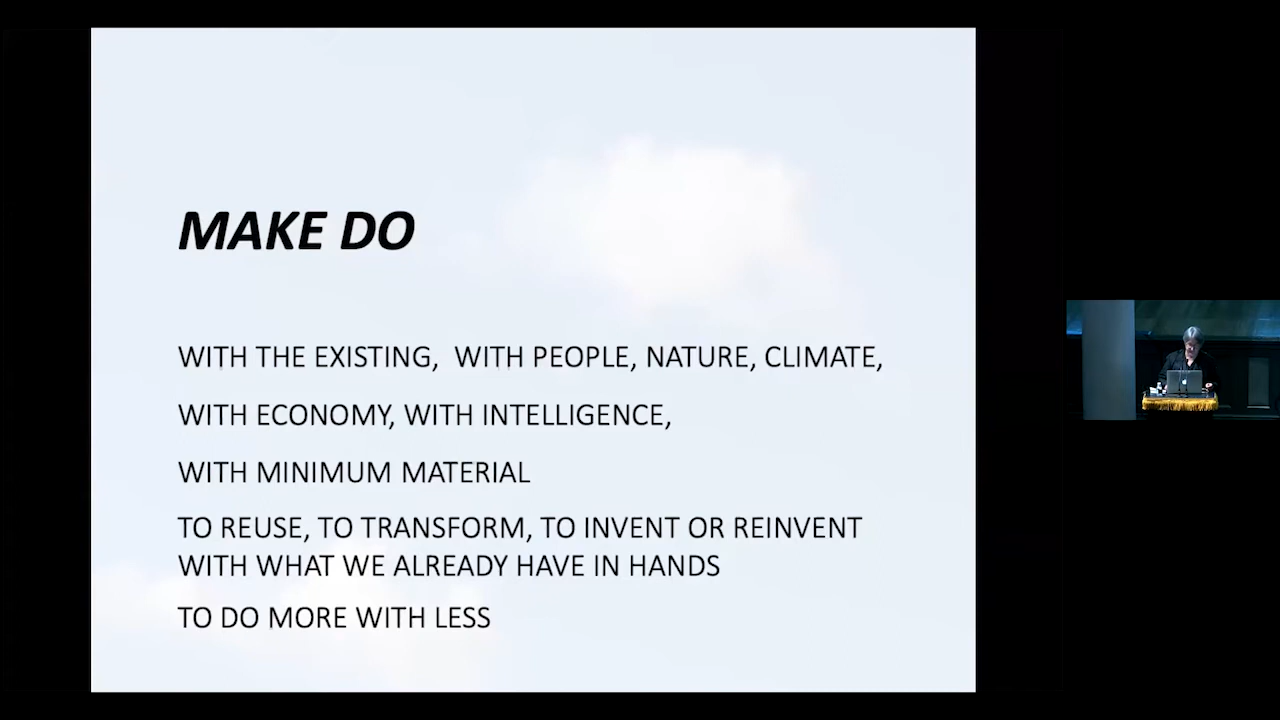 MAKE DO
WITH THE EXISTING,  WITH PEOPLE, NATURE, CLIMATE,
WITH ECONOMY, WITH INTELLIGENCE,
WITH MINIMUM MATERIAL
TO REUSE, TO TRANSFORM, TO INVENT OR REINVENT
WITH WHAT WE ALREADY HAVE IN HANDS
TO DO MORE WITH LESS